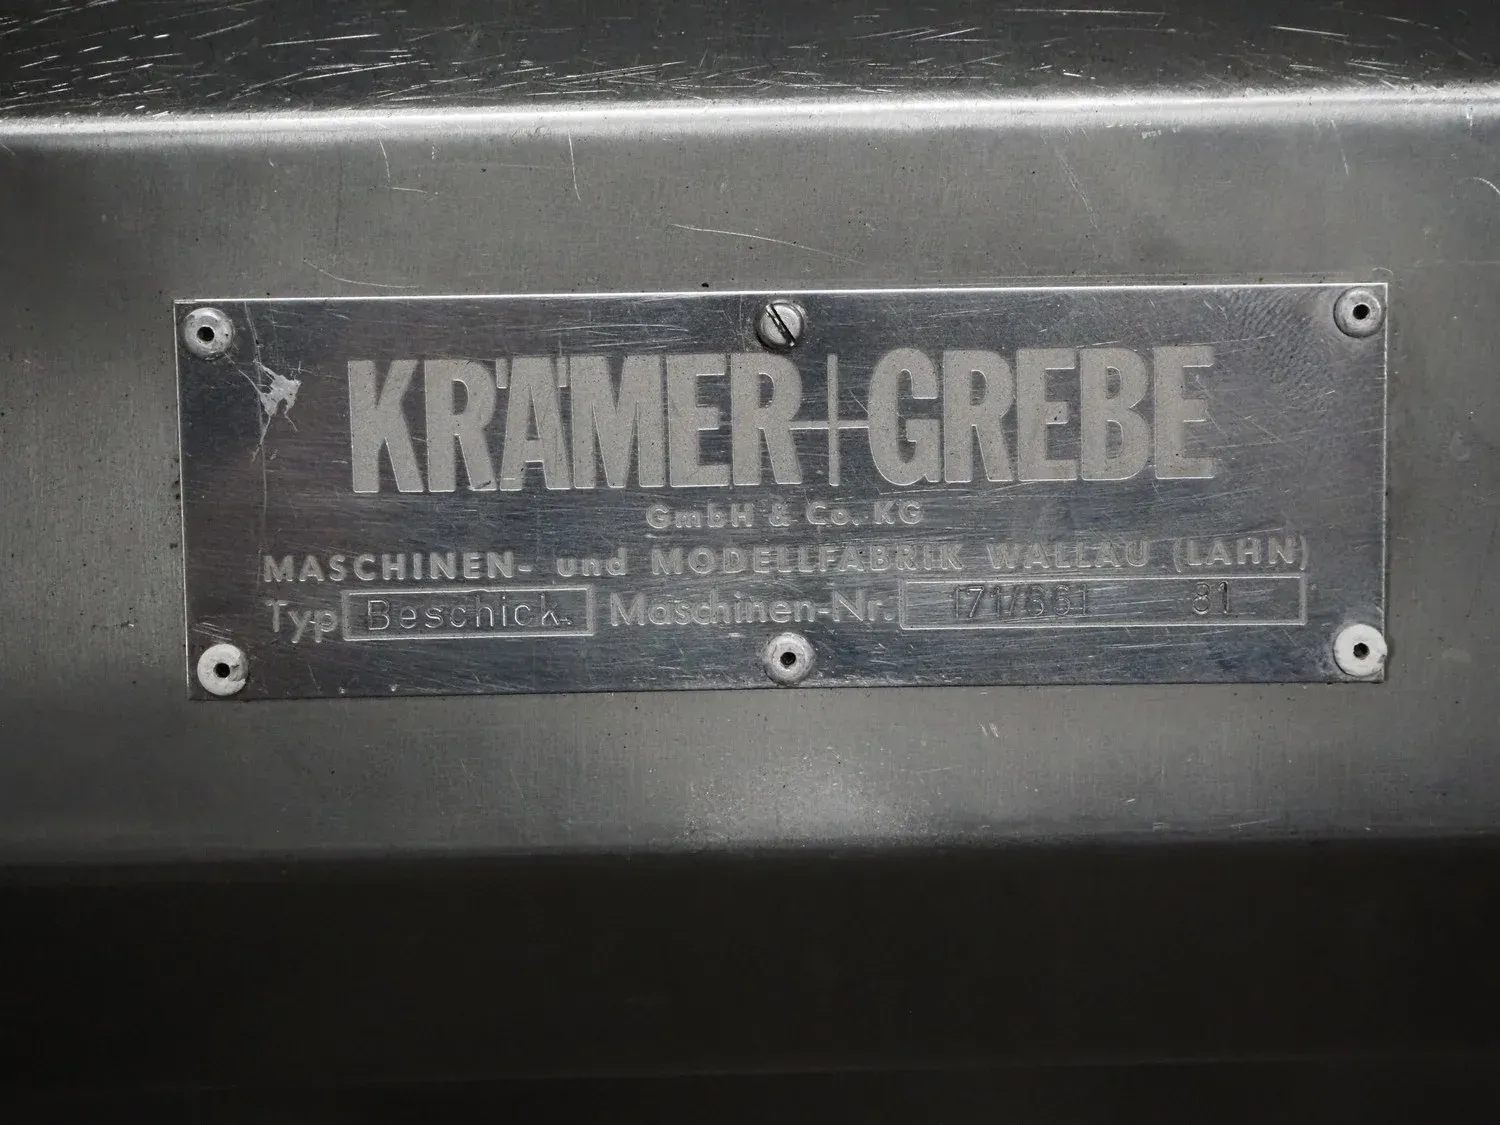 KRÄMER+GREBE
GmbH & Co. KG
MASCHINEN- und MODELLFABRIK WALLAU (LAHN)
Typ Beschick. Maschinen-Nr. 171/661 81